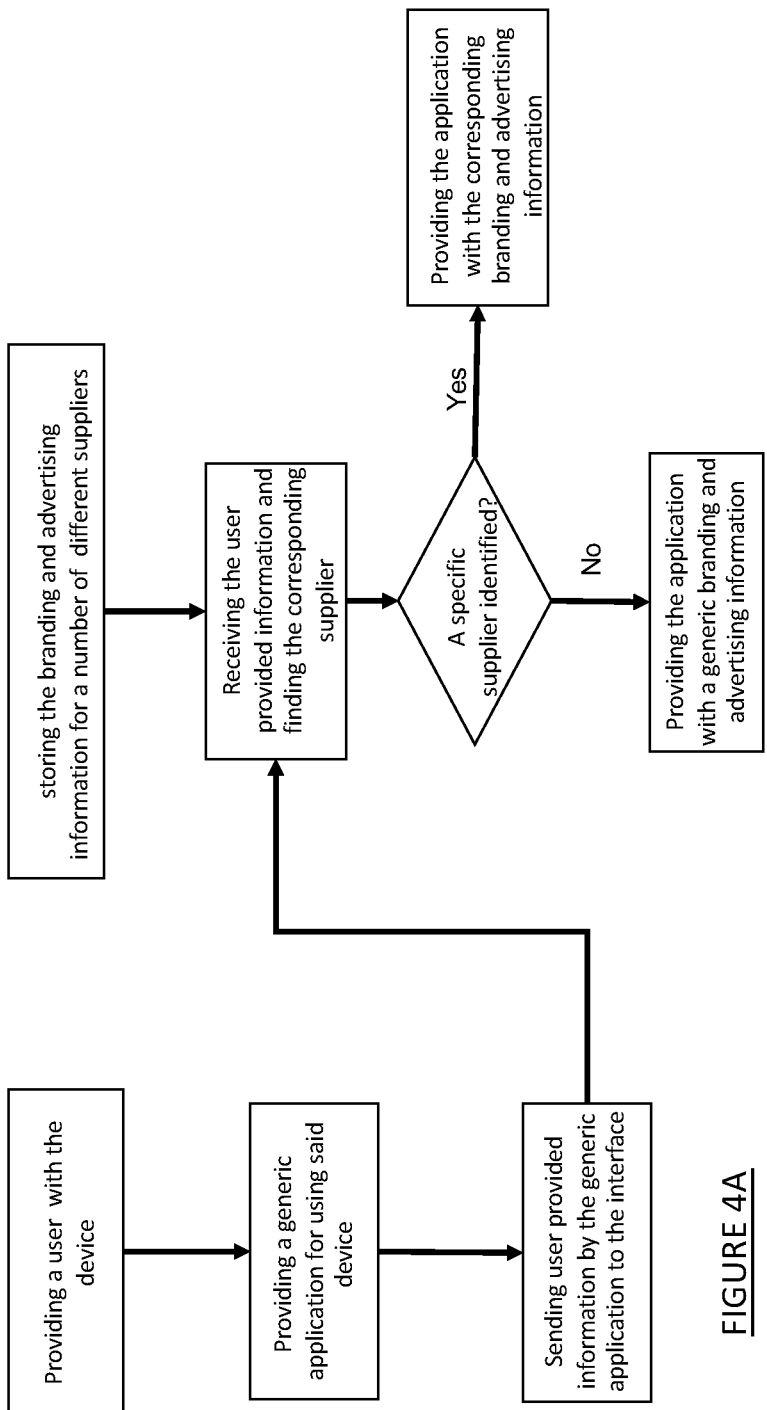 Providing a user with the
device
Providing a generic
application for using said
device
Sending user provided
information by the generic
application to the interface
storing the branding and advertising
information for a number of different suppliers
Receiving the user
provided information and
finding the corresponding
supplier
A specific
supplier identified?
Yes
No
Providing the application
with the corresponding
branding and advertising
information
Providing the application
with a generic branding and
advertising information
FIGURE 4A